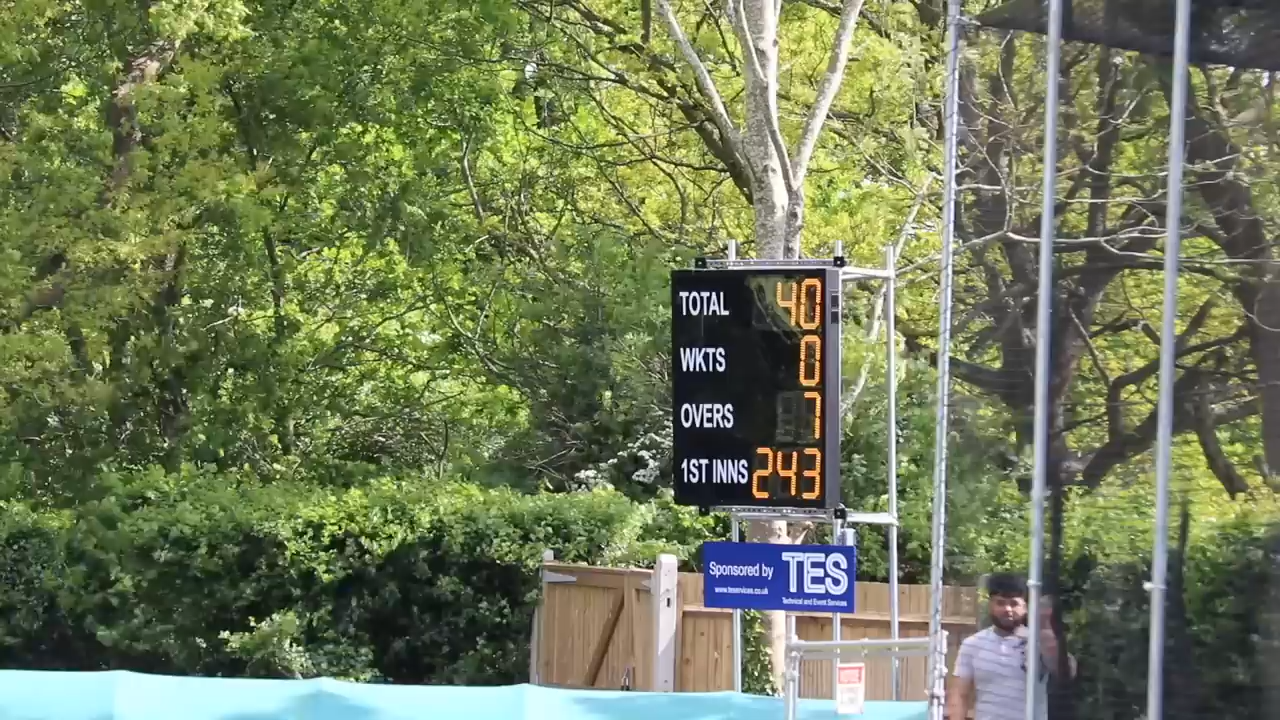 TOTAL 40
WKTS 0
OVERS 7
1ST INNS 243
Sponsored by TES
www.teservices.co.uk
Technical and Event Services